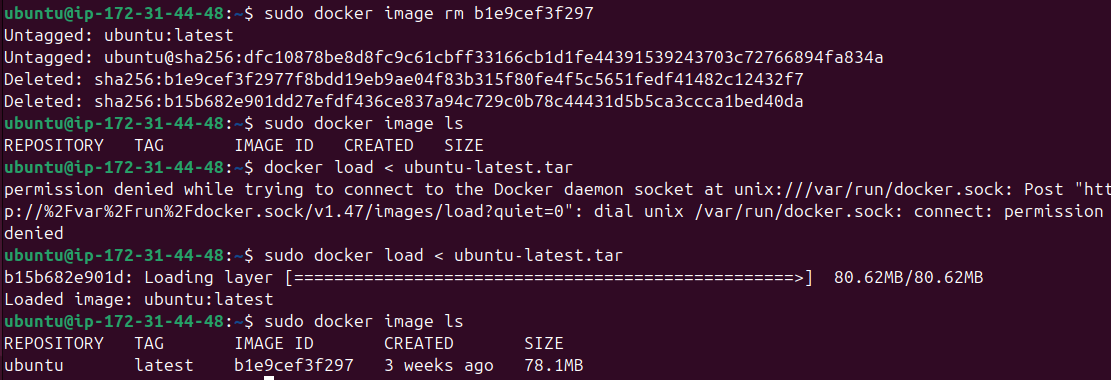 ubuntu@ip-172-31-44-48:~$ sudo docker image rm b1e9cef3f297
Untagged: ubuntu:latest
Untagged: ubuntu@sha256:dfc10878be8d8fc9c61cbff33166cb1d1fe44391539243703c72766894fa834a
Deleted: sha256:b1e9cef3f2977f8bdd19eb9ae04f83b315f80fe4f5c5651fedf41482c12432f7
Deleted: sha256:b15b682e901dd27efdf436ce837a94c729c0b78c44431d5b5ca3ccca1bed40da
ubuntu@ip-172-31-44-48:~$ sudo docker image ls
REPOSITORY   TAG       IMAGE ID   CREATED   SIZE
ubuntu@ip-172-31-44-48:~$ docker load < ubuntu-latest.tar
permission denied while trying to connect to the Docker daemon socket at unix:///var/run/docker.sock: Post "htt
p://%2Fvar%2Frun%2Fdocker.sock/v1.47/images/load?quiet=0": dial unix /var/run/docker.sock: connect: permission
denied
ubuntu@ip-172-31-44-48:~$ sudo docker load < ubuntu-latest.tar
b15b682e901d: Loading layer [==================================================>]  80.62MB/80.62MB
Loaded image: ubuntu:latest
ubuntu@ip-172-31-44-48:~$ sudo docker image ls
REPOSITORY   TAG       IMAGE ID       CREATED       SIZE
ubuntu       latest    b1e9cef3f297   3 weeks ago   78.1MB